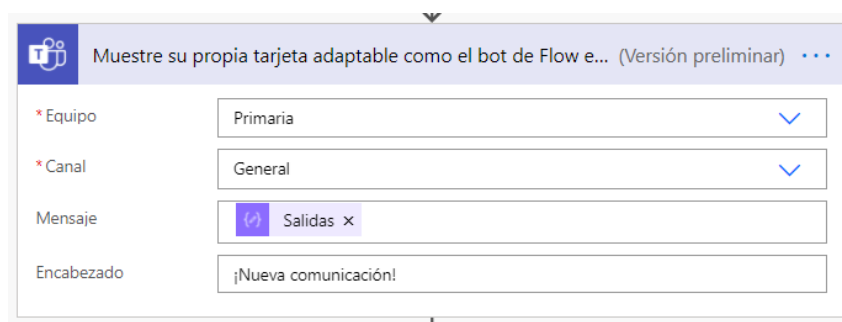 Muestre su propia tarjeta adaptable como el bot de Flow e... (Versión preliminar)
* Equipo Primaria
* Canal General
Mensaje Salidas ×
Encabezado ¡Nueva comunicación!